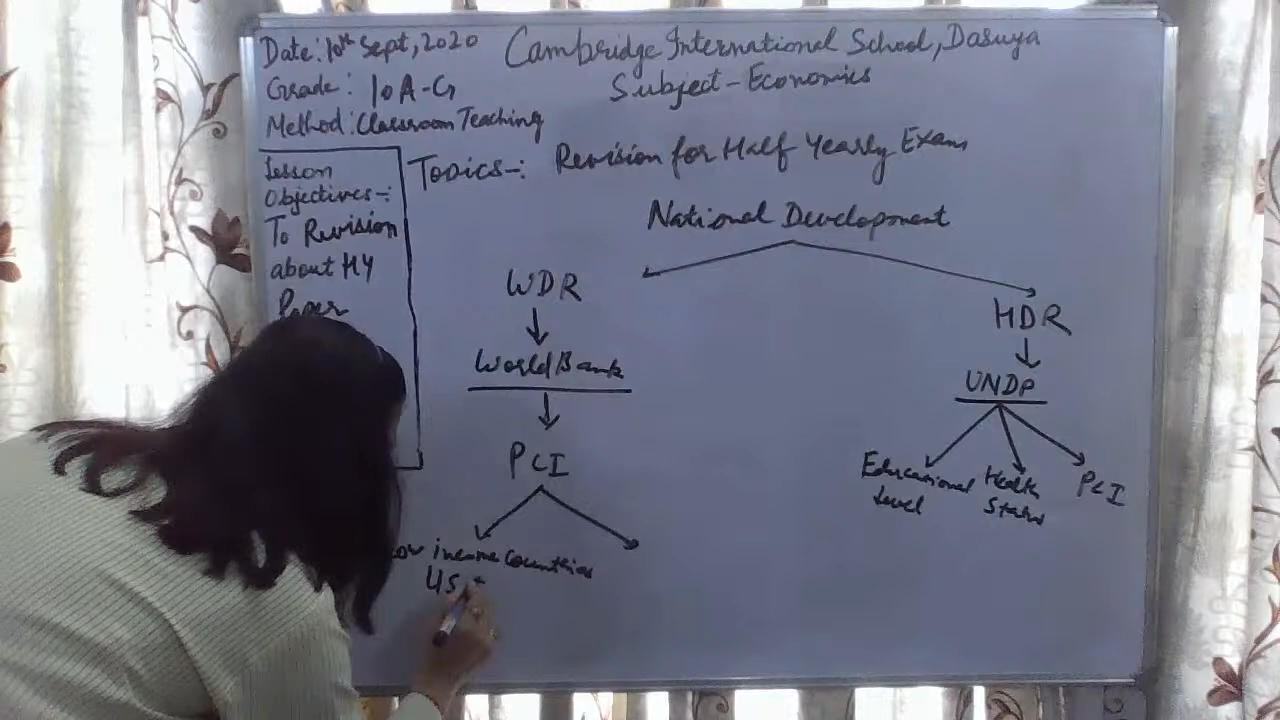 Date: 10th Sept, 2020
Grade: 10 A-G
Method: Classroom Teaching
Cambridge International School, Dasuya
Subject - Economics
Lesson
Objectives-:
To Revision
about HY
Paper
Topics-: Revision for Half Yearly Exam
National Development
WDR
World Bank
PCI
Low income Countries
US
HDR
UNDP
Educational
Level
Health
Status
PCI